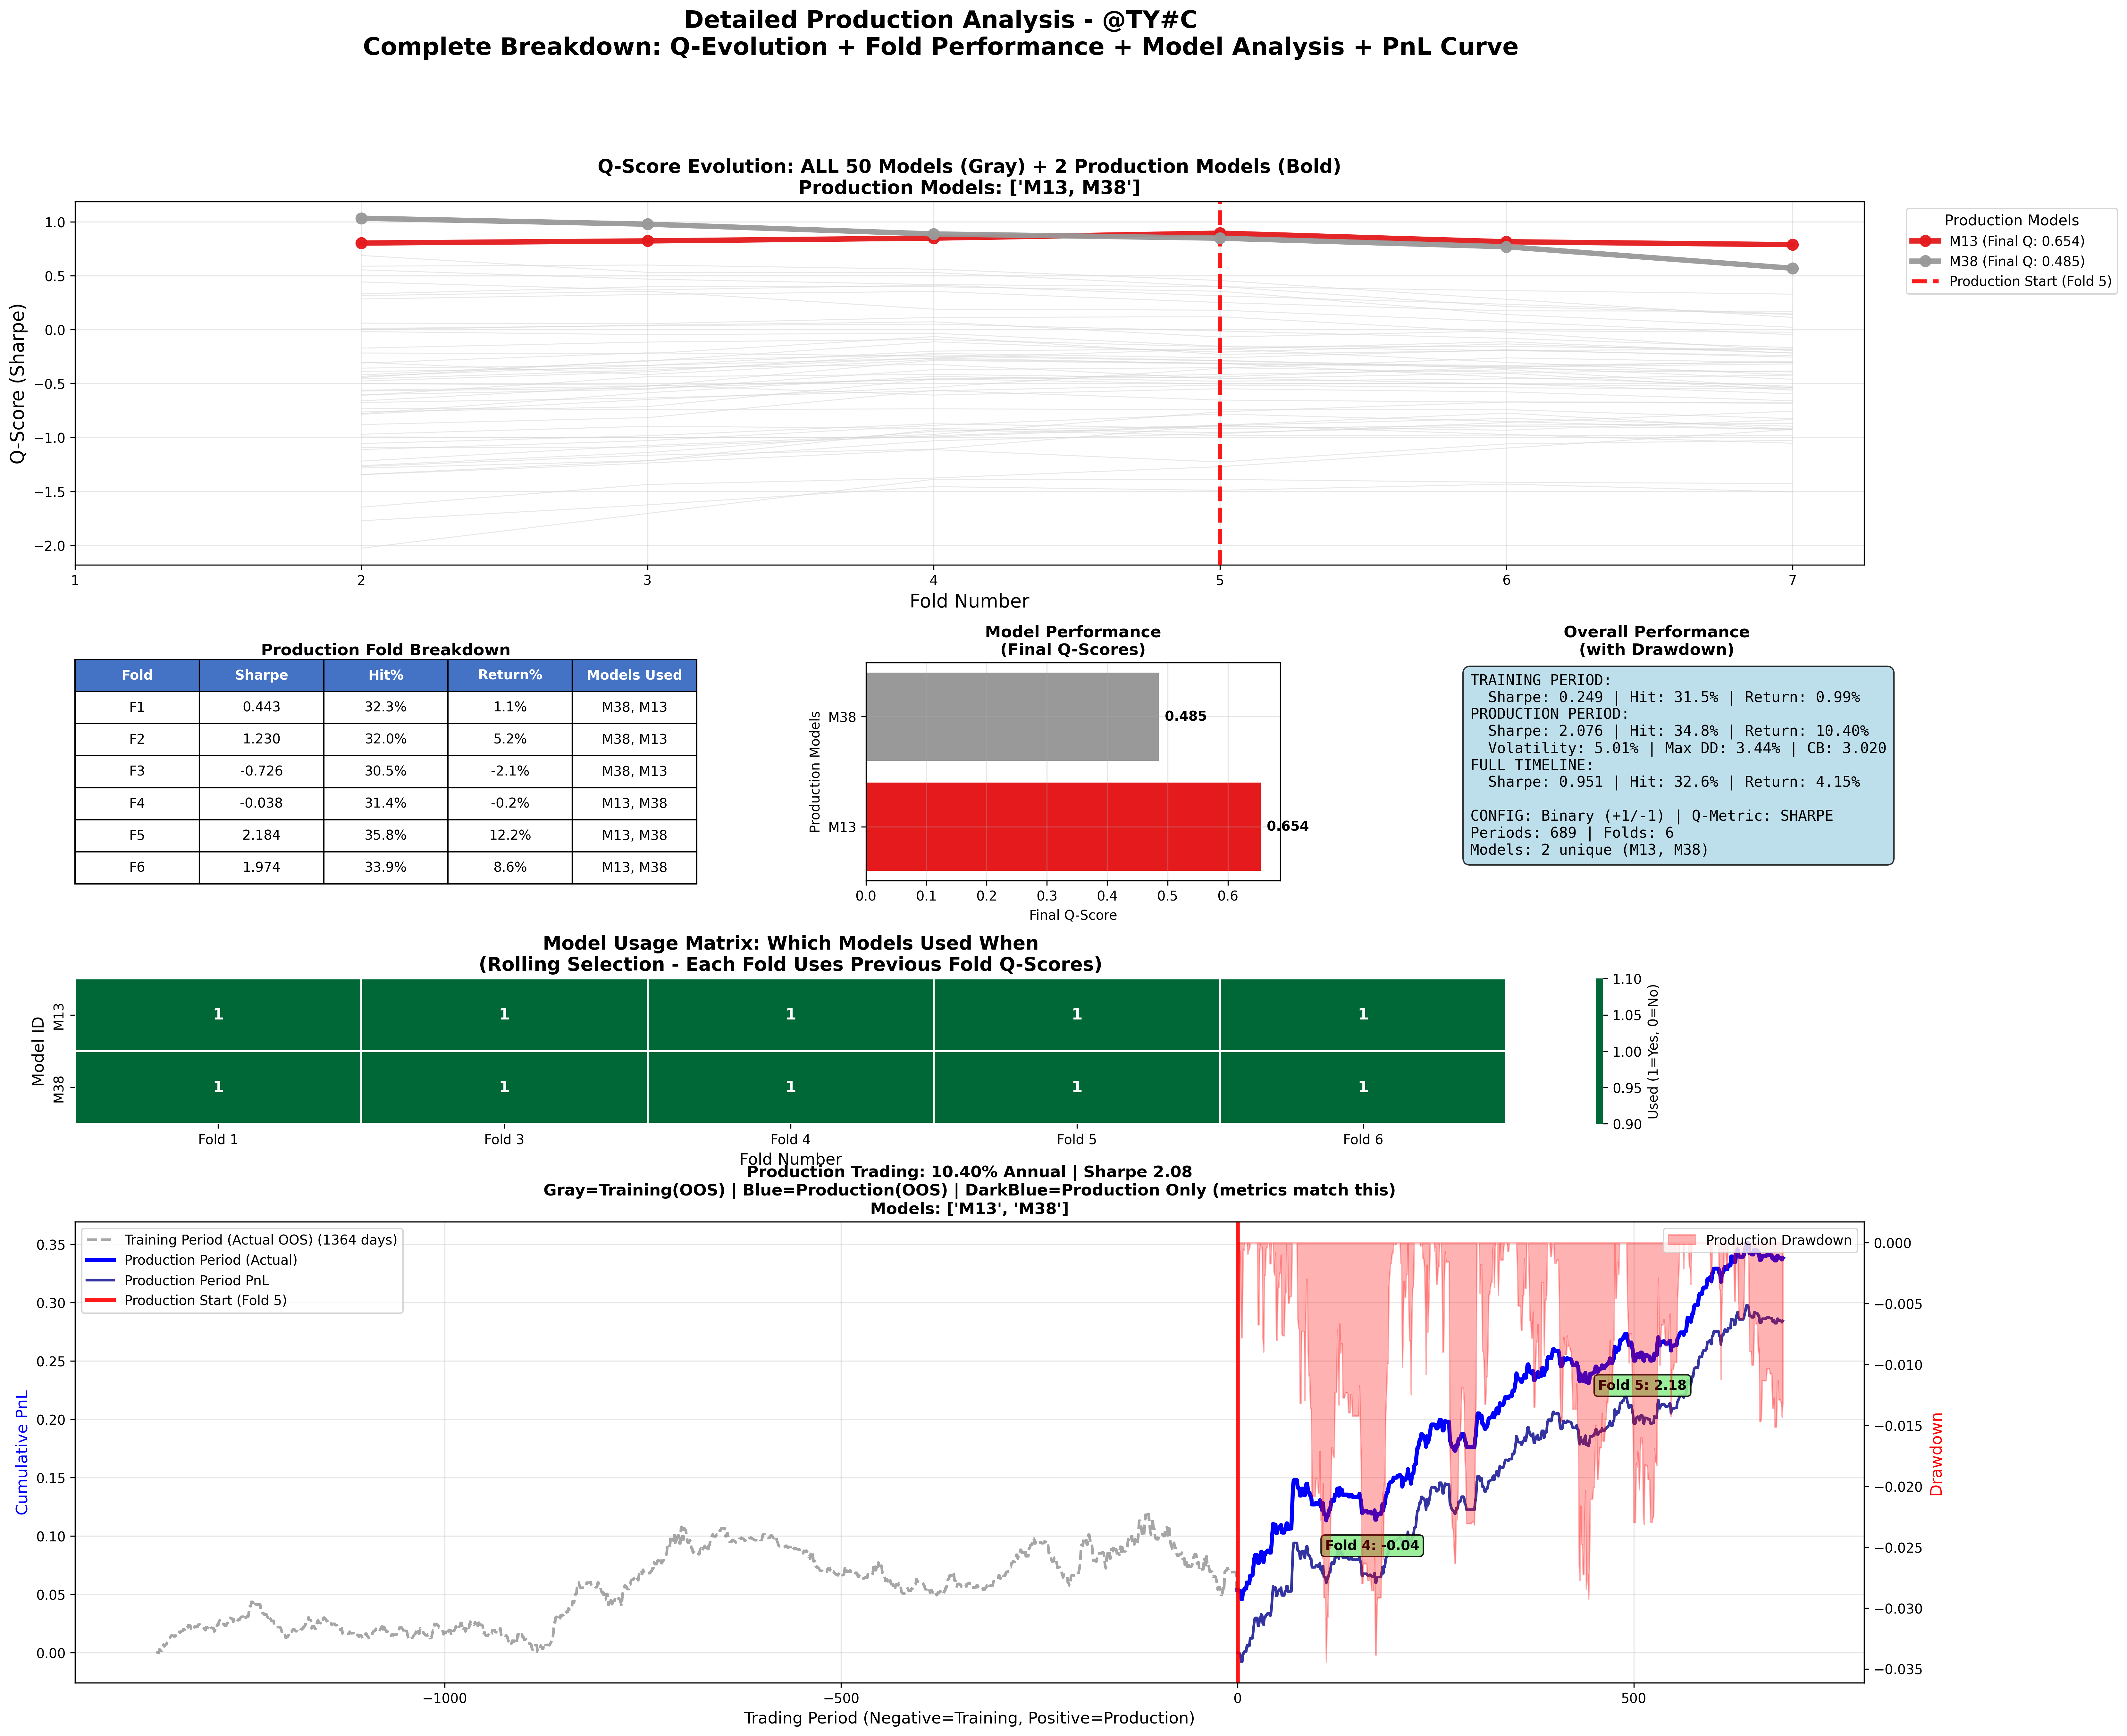 Detailed Production Analysis - @TY#C
Complete Breakdown: Q-Evolution + Fold Performance + Model Analysis + PnL Curve
Q-Score Evolution: ALL 50 Models (Gray) + 2 Production Models (Bold)
Production Models: ['M13, M38']
Q-Score (Sharpe)
1.0
0.5
0.0
−0.5
−1.0
−1.5
−2.0
1 2 3 4 5 6 7
Fold Number
Production Models
M13 (Final Q: 0.654)
M38 (Final Q: 0.485)
Production Start (Fold 5)
Production Fold Breakdown
Fold Sharpe Hit% Return% Models Used
F1 0.443 32.3% 1.1% M38, M13
F2 1.230 32.0% 5.2% M38, M13
F3 -0.726 30.5% -2.1% M38, M13
F4 -0.038 31.4% -0.2% M13, M38
F5 2.184 35.8% 12.2% M13, M38
F6 1.974 33.9% 8.6% M13, M38
Model Performance
(Final Q-Scores)
Production Models
M38 0.485
M13 0.654
0.0 0.1 0.2 0.3 0.4 0.5 0.6
Final Q-Score
Overall Performance
(with Drawdown)
TRAINING PERIOD:
Sharpe: 0.249 | Hit: 31.5% | Return: 0.99%
PRODUCTION PERIOD:
Sharpe: 2.076 | Hit: 34.8% | Return: 10.40%
Volatility: 5.01% | Max DD: 3.44% | CB: 3.020
FULL TIMELINE:
Sharpe: 0.951 | Hit: 32.6% | Return: 4.15%
CONFIG: Binary (+1/-1) | Q-Metric: SHARPE
Periods: 689 | Folds: 6
Models: 2 unique (M13, M38)
Model Usage Matrix: Which Models Used When
(Rolling Selection - Each Fold Uses Previous Fold Q-Scores)
Model ID
M13 1 1 1 1 1
M38 1 1 1 1 1
Fold 1 Fold 3 Fold 4 Fold 5 Fold 6
Fold Number
1.10
1.05
1.00
0.95
0.90
Used (1=Yes, 0=No)
Production Trading: 10.40% Annual | Sharpe 2.08
Gray=Training(OOS) | Blue=Production(OOS) | DarkBlue=Production Only (metrics match this)
Models: ['M13', 'M38']
Training Period (Actual OOS) (1364 days)
Production Period (Actual)
Production Period PnL
Production Start (Fold 5)
Production Drawdown
Cumulative PnL
0.35
0.30
0.25
0.20
0.15
0.10
0.05
0.00
Fold 5: 2.18
Fold 4: -0.04
0.000
−0.005
−0.010
−0.015
−0.020
−0.025
−0.030
−0.035
Drawdown
−1000 −500 0 500
Trading Period (Negative=Training, Positive=Production)